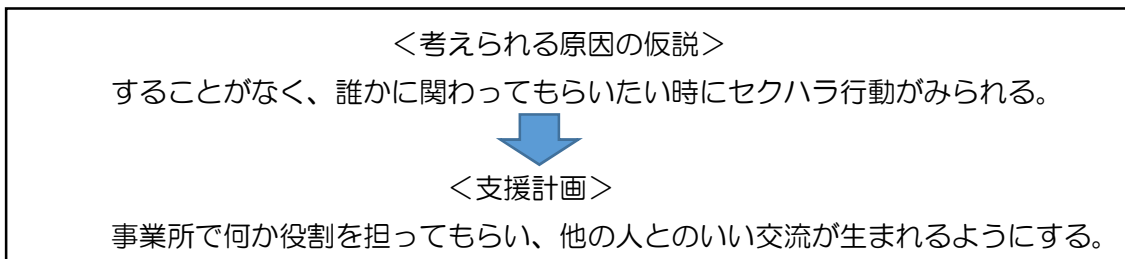 ＜考えられる原因の仮説＞
することがなく、誰かに関わってもらいたい時にセクハラ行動がみられる。
＜支援計画＞
事業所で何か役割を担ってもらい、他の人とのいい交流が生まれるようにする。